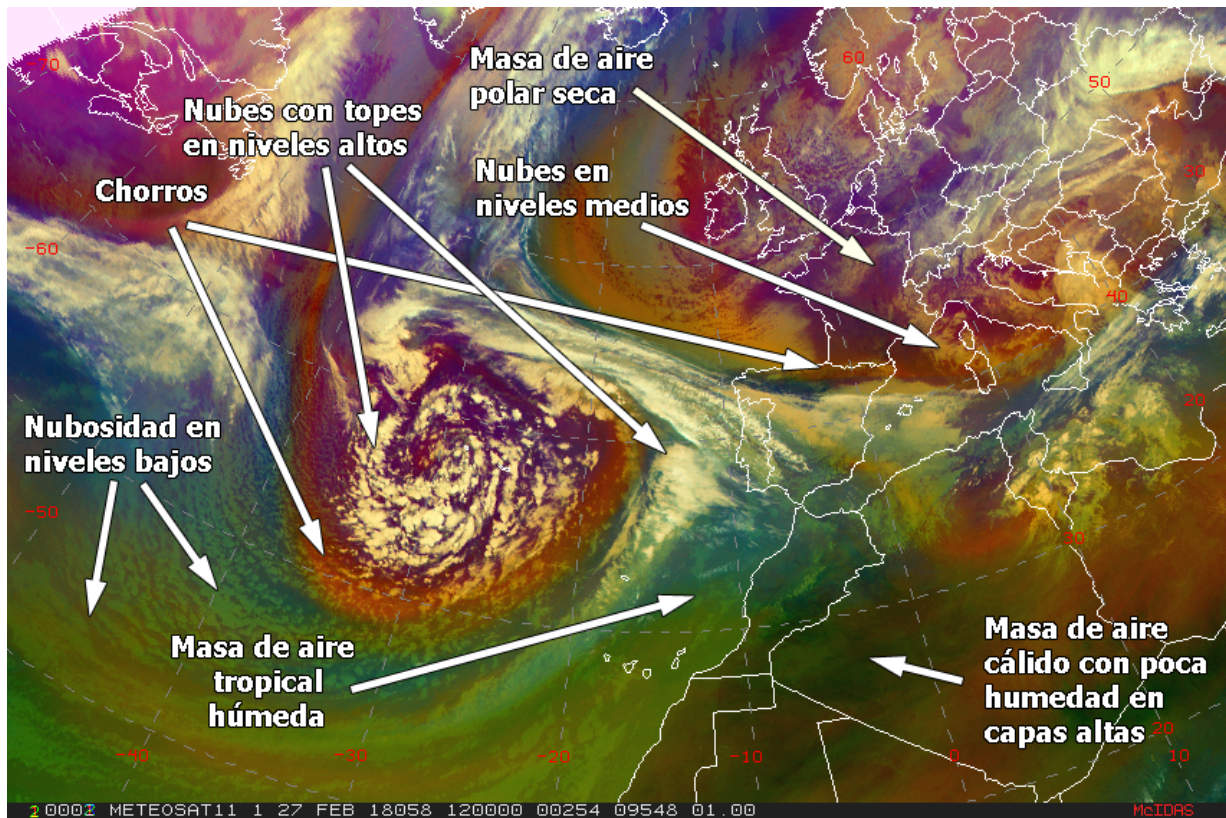 Masa de aire
polar seca
Nubes con topes
en niveles altos
Chorros
Nubes en
niveles medios
Nubosidad en
niveles bajos
Masa de aire
tropical
húmeda
Masa de aire
cálido con poca
humedad en
capas altas
-70
-60
-50
-40
-30
-20
-10
0
10
20
60
50
30
40
20
30
0002 METEOSAT11 1 27 FEB 18058 120000 00254 09548 01.00
McIDAS